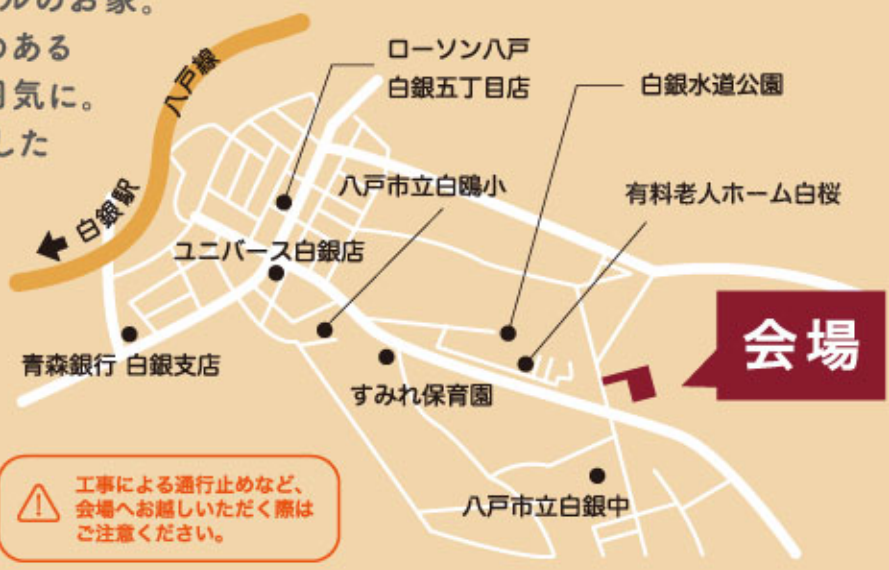 ルのお家。
のある
気に。
した
八戸線
白銀駅
ローソン八戸
白銀五丁目店
白銀水道公園
八戸市立白鴎小
有料老人ホーム白桜
ユニバース白銀店
青森銀行 白銀支店
すみれ保育園
会場
八戸市立白銀中
工事による通行止めなど、
会場へお越しいただく際は
ご注意ください。